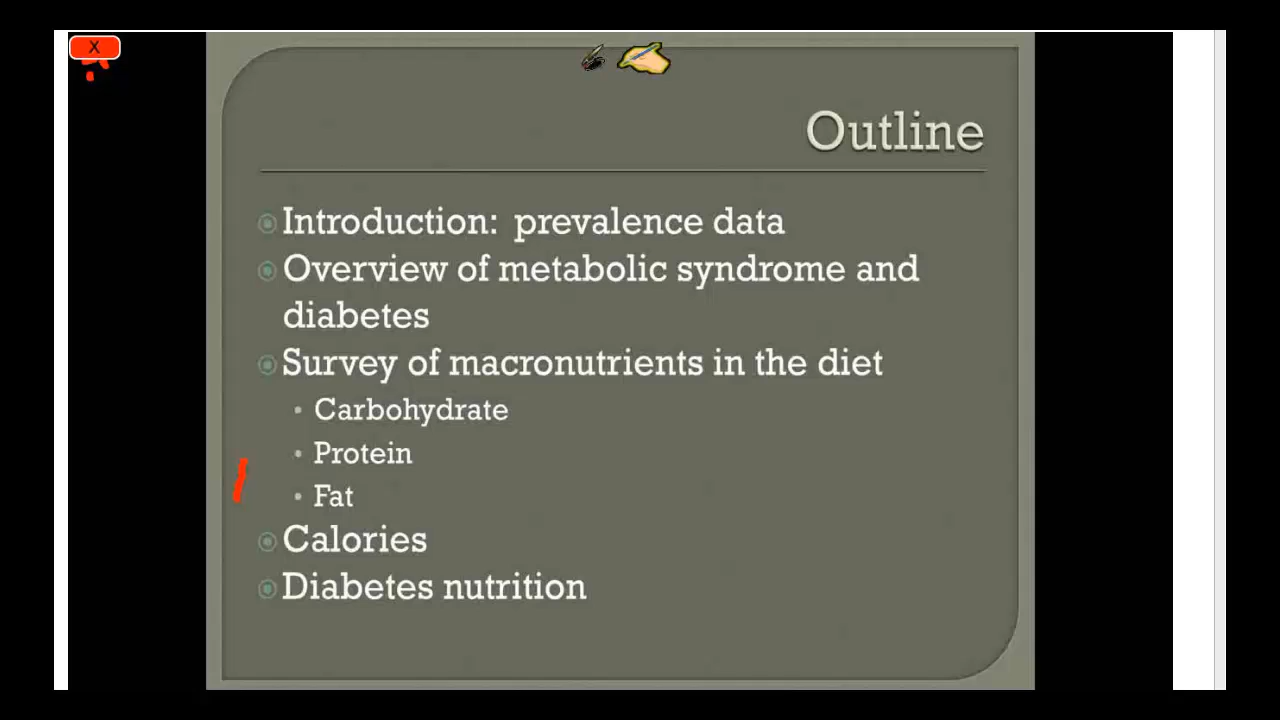 X
Outline
Introduction: prevalence data
Overview of metabolic syndrome and
diabetes
Survey of macronutrients in the diet
Carbohydrate
Protein
Fat
Calories
Diabetes nutrition